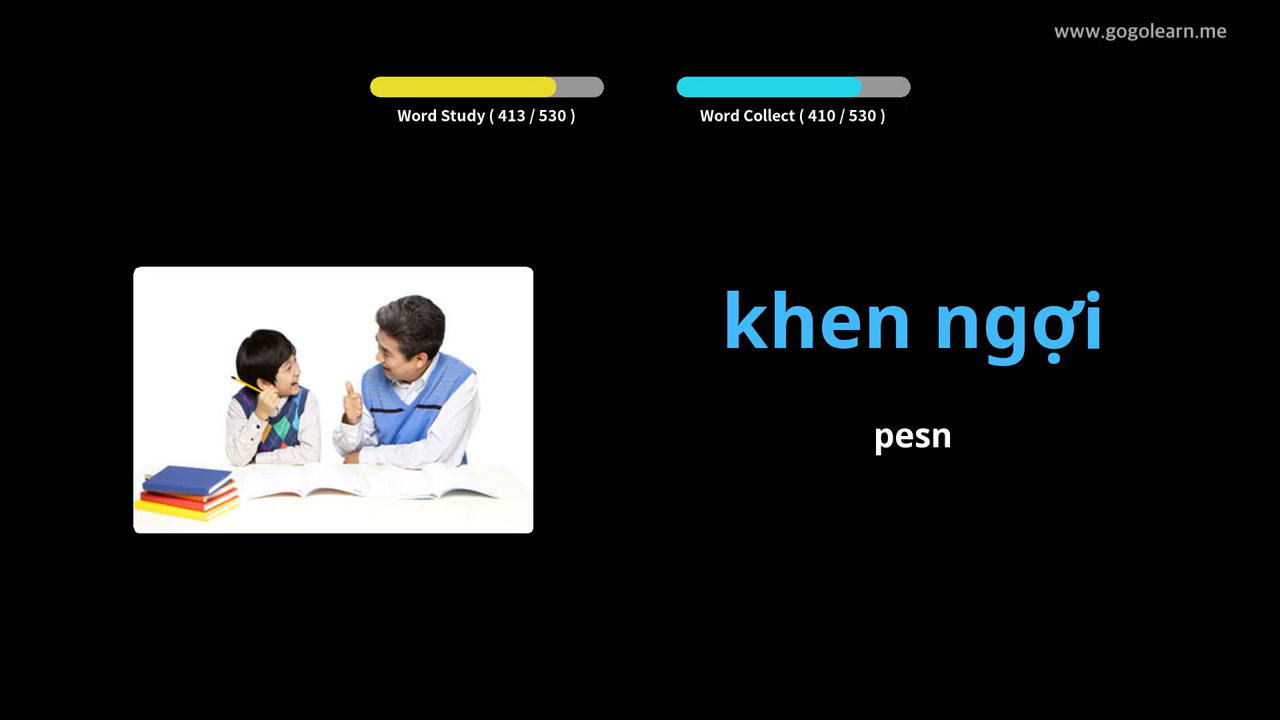 www.gogolearn.me
Word Study ( 413 / 530 )
Word Collect ( 410 / 530 )
khen ngợi
pesn